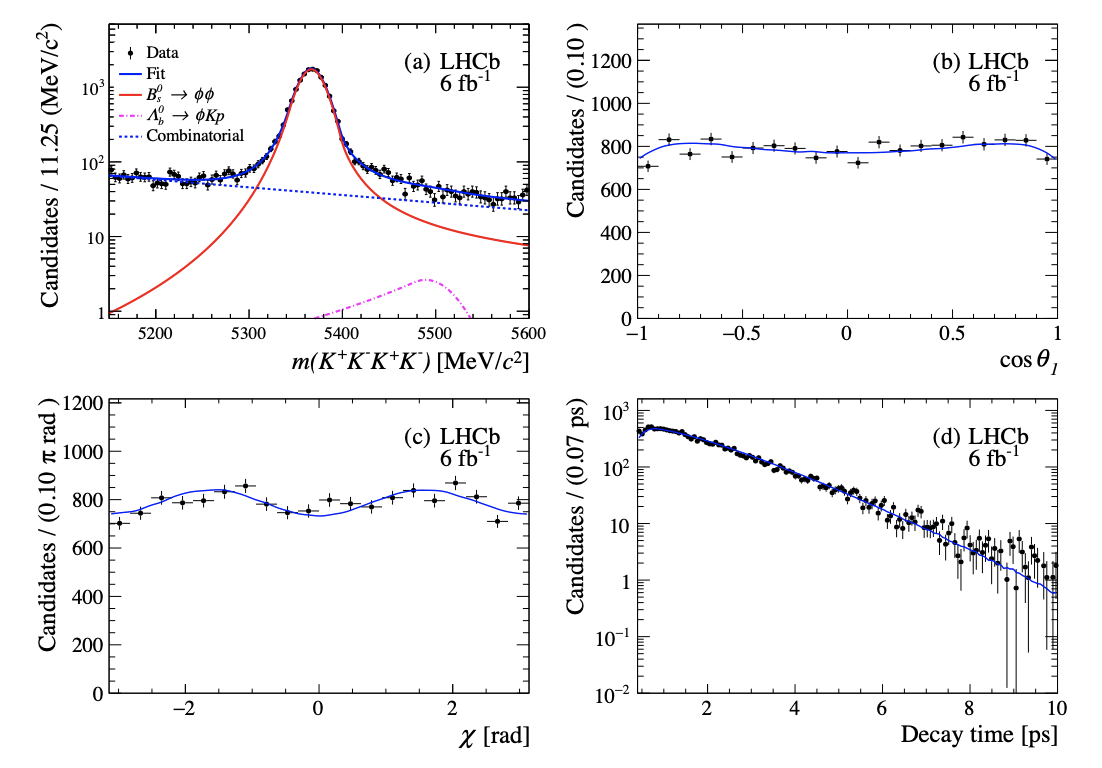 Candidates / 11.25 (MeV/c²)
10³
10²
10
1
Data
Fit
B⁰ₛ → ϕϕ
Λ⁰_b → ϕKp
Combinatorial
(a) LHCb
6 fb⁻¹
5200 5300 5400 5500 5600
m(K⁺K⁻K⁺K⁻) [MeV/c²]
Candidates / (0.10 )
1200
1000
800
600
400
200
0
(b) LHCb
6 fb⁻¹
−1 −0.5 0 0.5 1
cos θ₁
Candidates / (0.10 π rad )
1200
1000
800
600
400
200
0
(c) LHCb
6 fb⁻¹
−2 0 2
χ [rad]
Candidates / (0.07 ps)
10³
10²
10
1
10⁻¹
10⁻²
(d) LHCb
6 fb⁻¹
2 4 6 8 10
Decay time [ps]